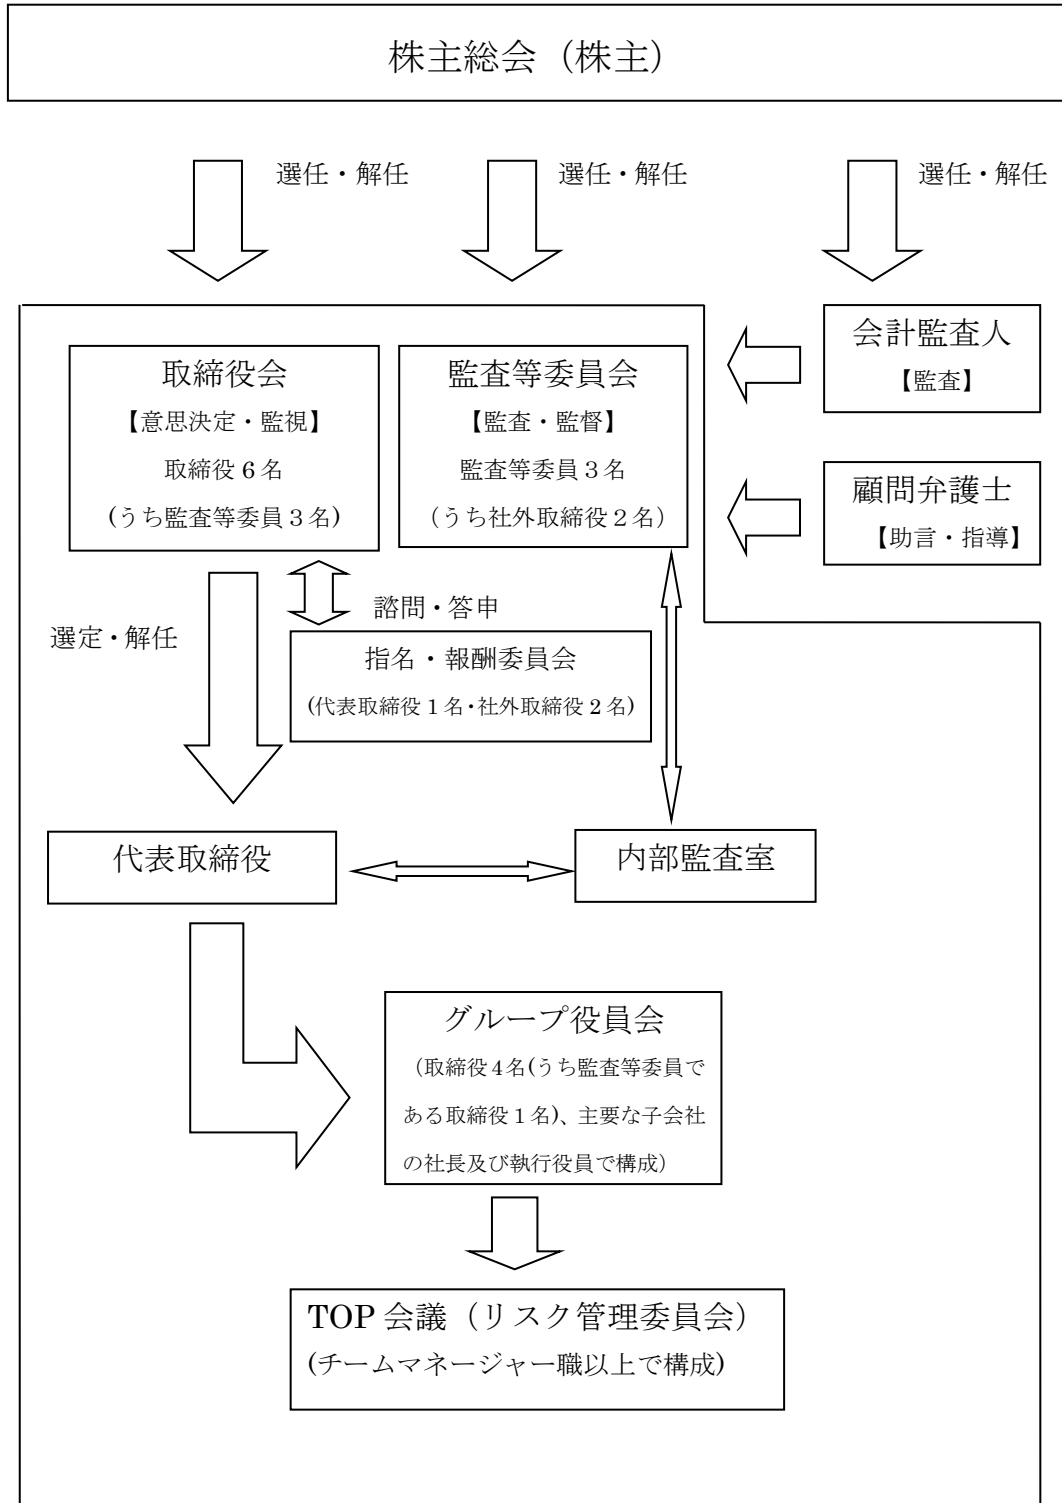 株主総会（株主）
選任・解任
選任・解任
選任・解任
取締役会
【意思決定・監視】
取締役６名
(うち監査等委員３名)
監査等委員会
【監査・監督】
監査等委員３名
（うち社外取締役２名）
会計監査人
【監査】
顧問弁護士
【助言・指導】
選定・解任
諮問・答申
指名・報酬委員会
(代表取締役１名・社外取締役２名)
代表取締役
内部監査室
グループ役員会
（取締役4名(うち監査等委員で
ある取締役１名)、主要な子会社
の社長及び執行役員で構成）
TOP 会議（リスク管理委員会）
(チームマネージャー職以上で構成)